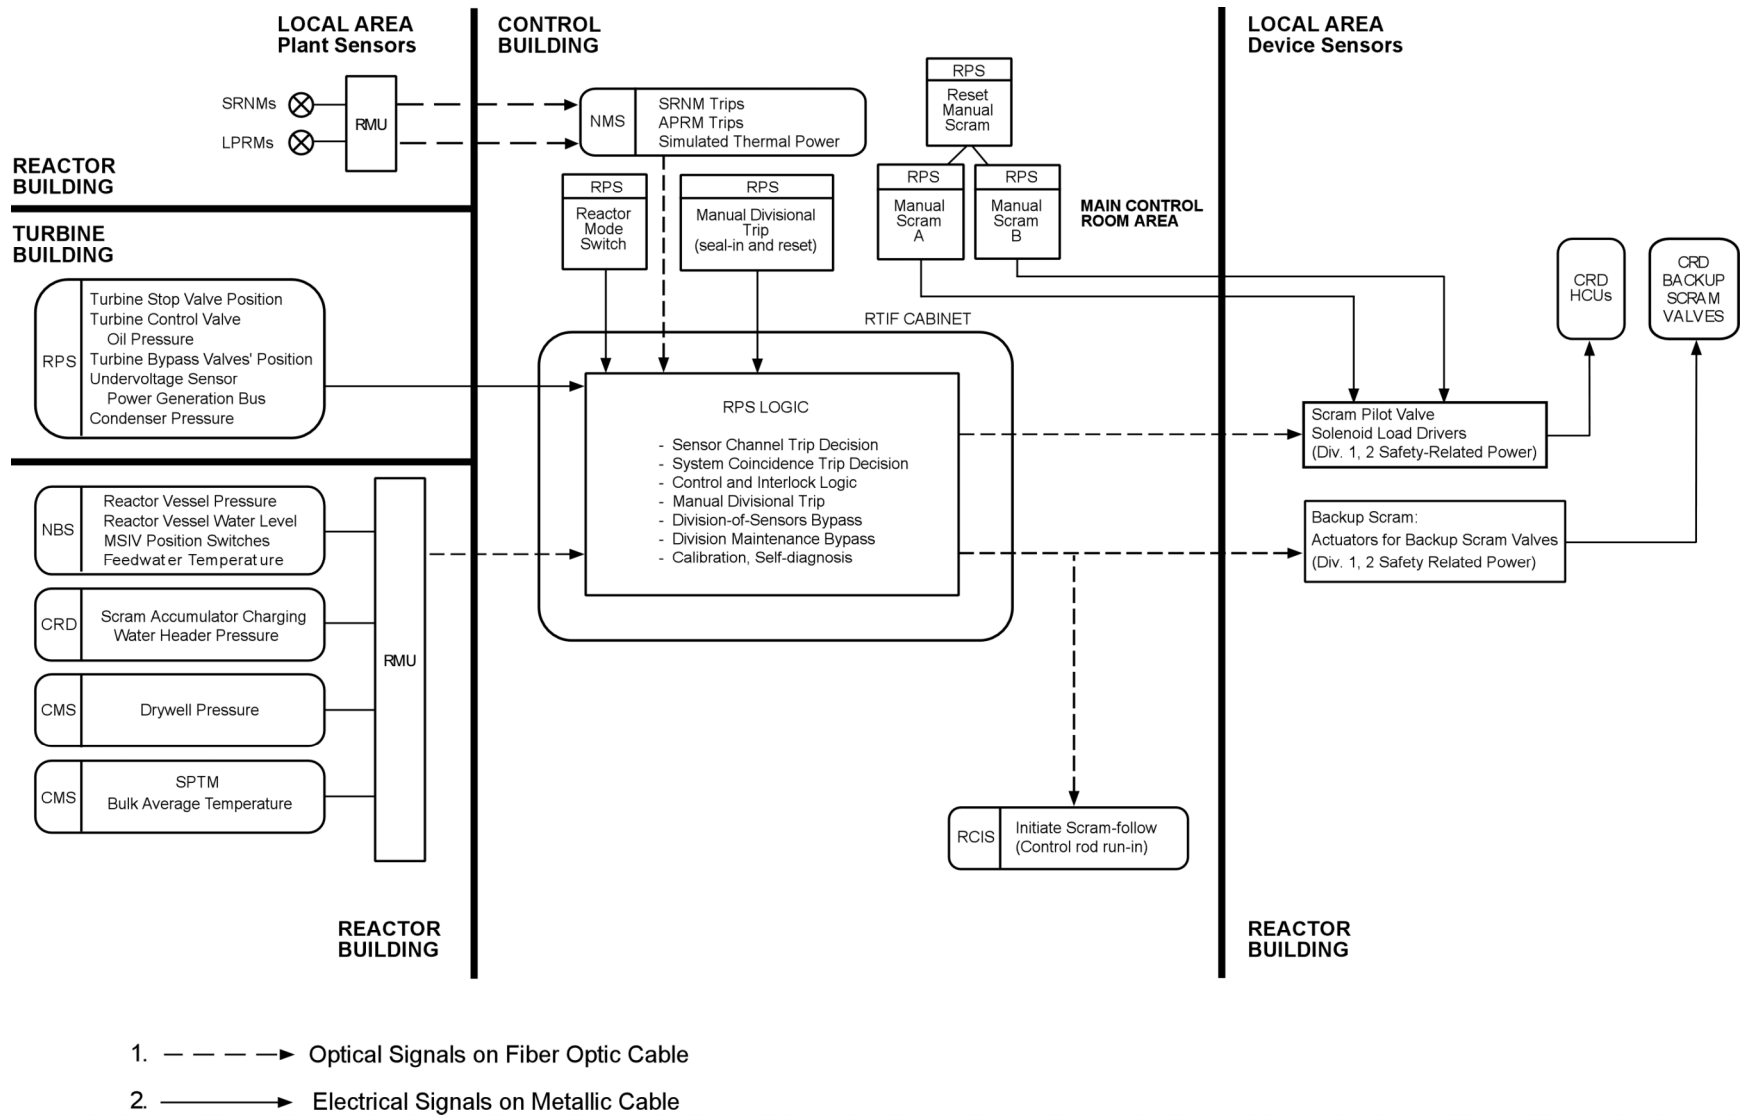 LOCAL AREA
Plant Sensors
CONTROL
BUILDING
LOCAL AREA
Device Sensors
SRNMs
LPRMs
RMU
REACTOR
BUILDING
NMS
SRNM Trips
APRM Trips
Simulated Thermal Power
RPS
Reset
Manual
Scram
RPS
Manual
Scram
A
RPS
Manual
Scram
B
MAIN CONTROL
ROOM AREA
RPS
Reactor
Mode
Switch
RPS
Manual Divisional
Trip
(seal-in and reset)
TURBINE
BUILDING
RPS
Turbine Stop Valve Position
Turbine Control Valve
Oil Pressure
Turbine Bypass Valves' Position
Undervoltage Sensor
Power Generation Bus
Condenser Pressure
RTIF CABINET
RPS LOGIC
- Sensor Channel Trip Decision
- System Coincidence Trip Decision
- Control and Interlock Logic
- Manual Divisional Trip
- Division-of-Sensors Bypass
- Division Maintenance Bypass
- Calibration, Self-diagnosis
CRD
HCUs
CRD
BACKUP
SCRAM
VALVES
Scram Pilot Valve
Solenoid Load Drivers
(Div. 1, 2 Safety-Related Power)
Backup Scram:
Actuators for Backup Scram Valves
(Div. 1, 2 Safety Related Power)
NBS
Reactor Vessel Pressure
Reactor Vessel Water Level
MSIV Position Switches
Feedwater Temperature
CRD
Scram Accumulator Charging
Water Header Pressure
RMU
CMS
Drywell Pressure
CMS
SPTM
Bulk Average Temperature
RCIS
Initiate Scram-follow
(Control rod run-in)
REACTOR
BUILDING
REACTOR
BUILDING
1. Optical Signals on Fiber Optic Cable
2. Electrical Signals on Metallic Cable